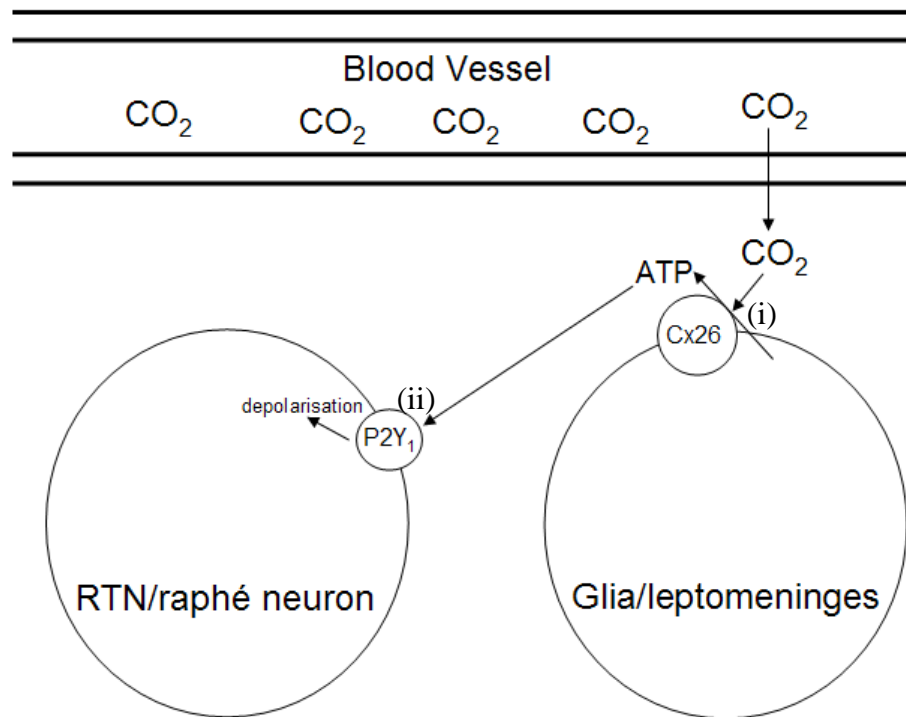 Blood Vessel
CO₂ CO₂ CO₂ CO₂ CO₂
CO₂
ATP
(i)
Cx26
(ii)
depolarisation
P2Y₁
RTN/raphé neuron
Glia/leptomeninges